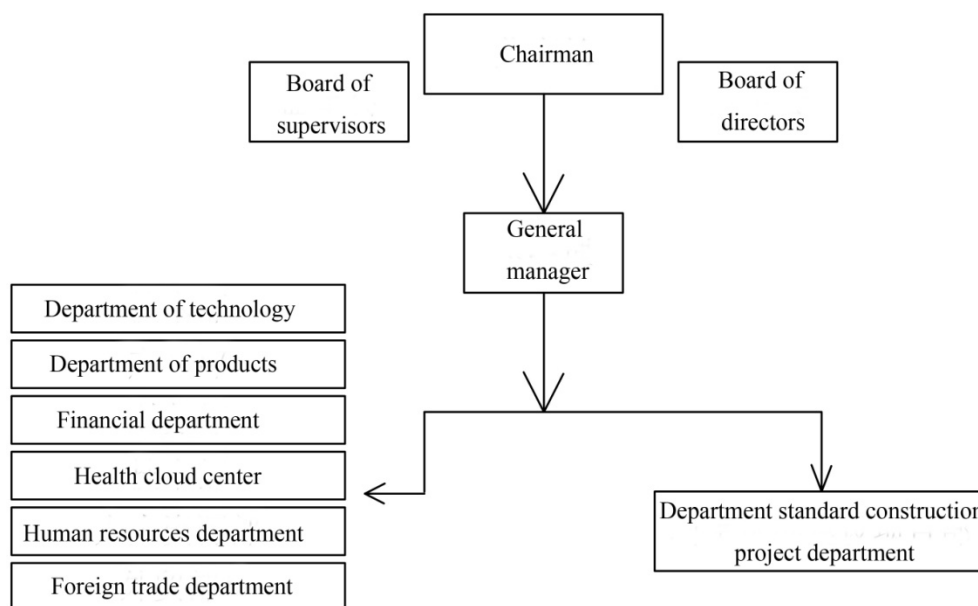 Chairman
Board of
supervisors
Board of
directors
General
manager
Department of technology
Department of products
Financial department
Health cloud center
Human resources department
Foreign trade department
Department standard construction
project department